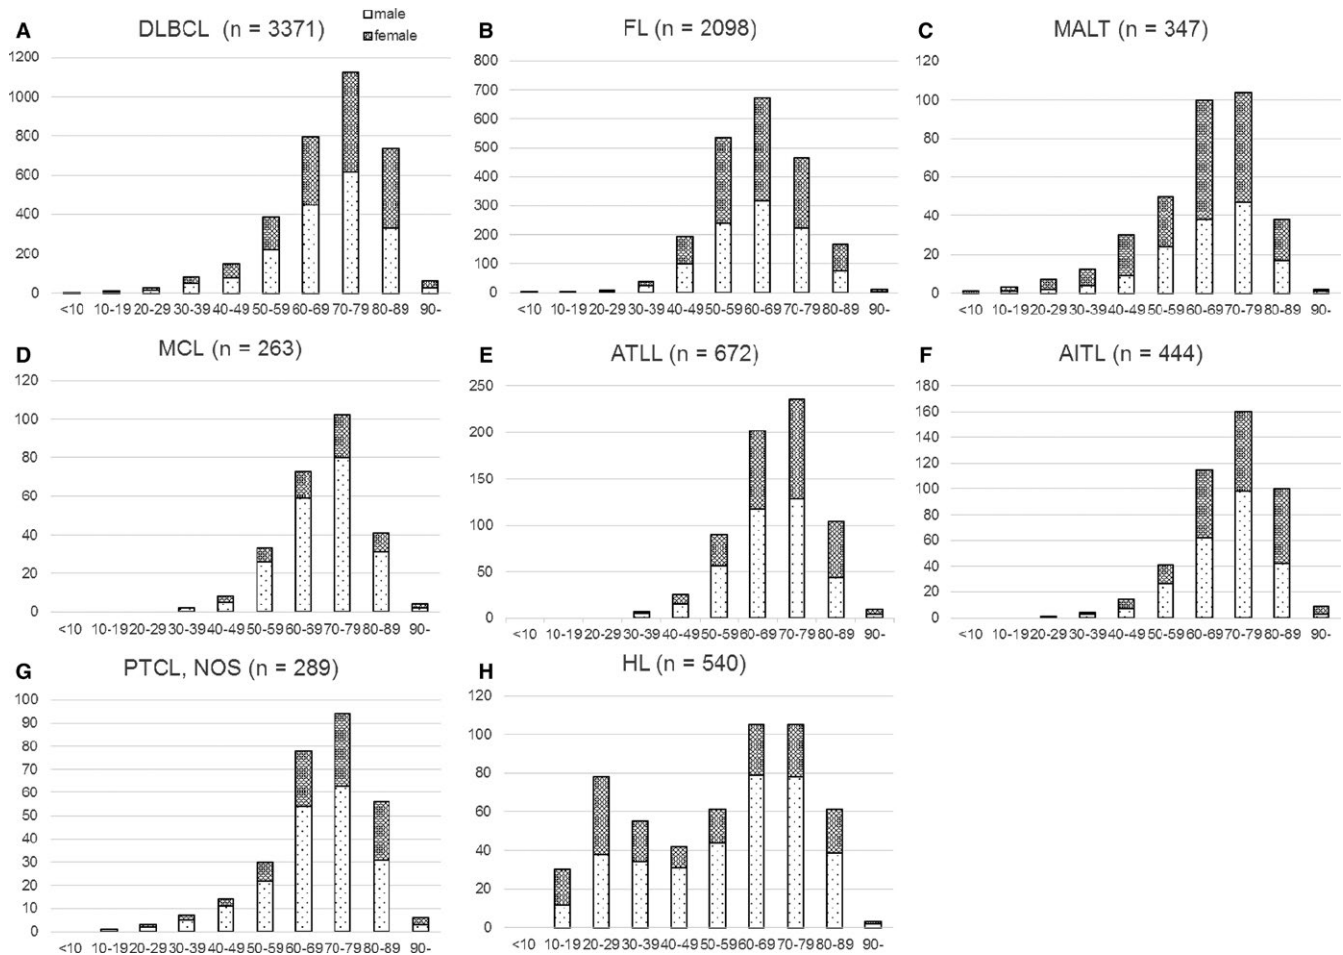 A
DLBCL (n = 3371)
male
female
1200
1000
800
600
400
200
0
<10 10-19 20-29 30-39 40-49 50-59 60-69 70-79 80-89 90-
B
FL (n = 2098)
800
700
600
500
400
300
200
100
0
<10 10-19 20-29 30-39 40-49 50-59 60-69 70-79 80-89 90-
C
MALT (n = 347)
120
100
80
60
40
20
0
<10 10-19 20-29 30-39 40-49 50-59 60-69 70-79 80-89 90-
D
MCL (n = 263)
120
100
80
60
40
20
0
<10 10-19 20-29 30-39 40-49 50-59 60-69 70-79 80-89 90-
E
ATLL (n = 672)
250
200
150
100
50
0
<10 10-19 20-29 30-39 40-49 50-59 60-69 70-79 80-89 90-
F
AITL (n = 444)
180
160
140
120
100
80
60
40
20
0
<10 10-19 20-29 30-39 40-49 50-59 60-69 70-79 80-89 90-
G
PTCL, NOS (n = 289)
100
90
80
70
60
50
40
30
20
10
0
<10 10-19 20-29 30-39 40-49 50-59 60-69 70-79 80-89 90-
H
HL (n = 540)
120
100
80
60
40
20
0
<10 10-19 20-29 30-39 40-49 50-59 60-69 70-79 80-89 90-